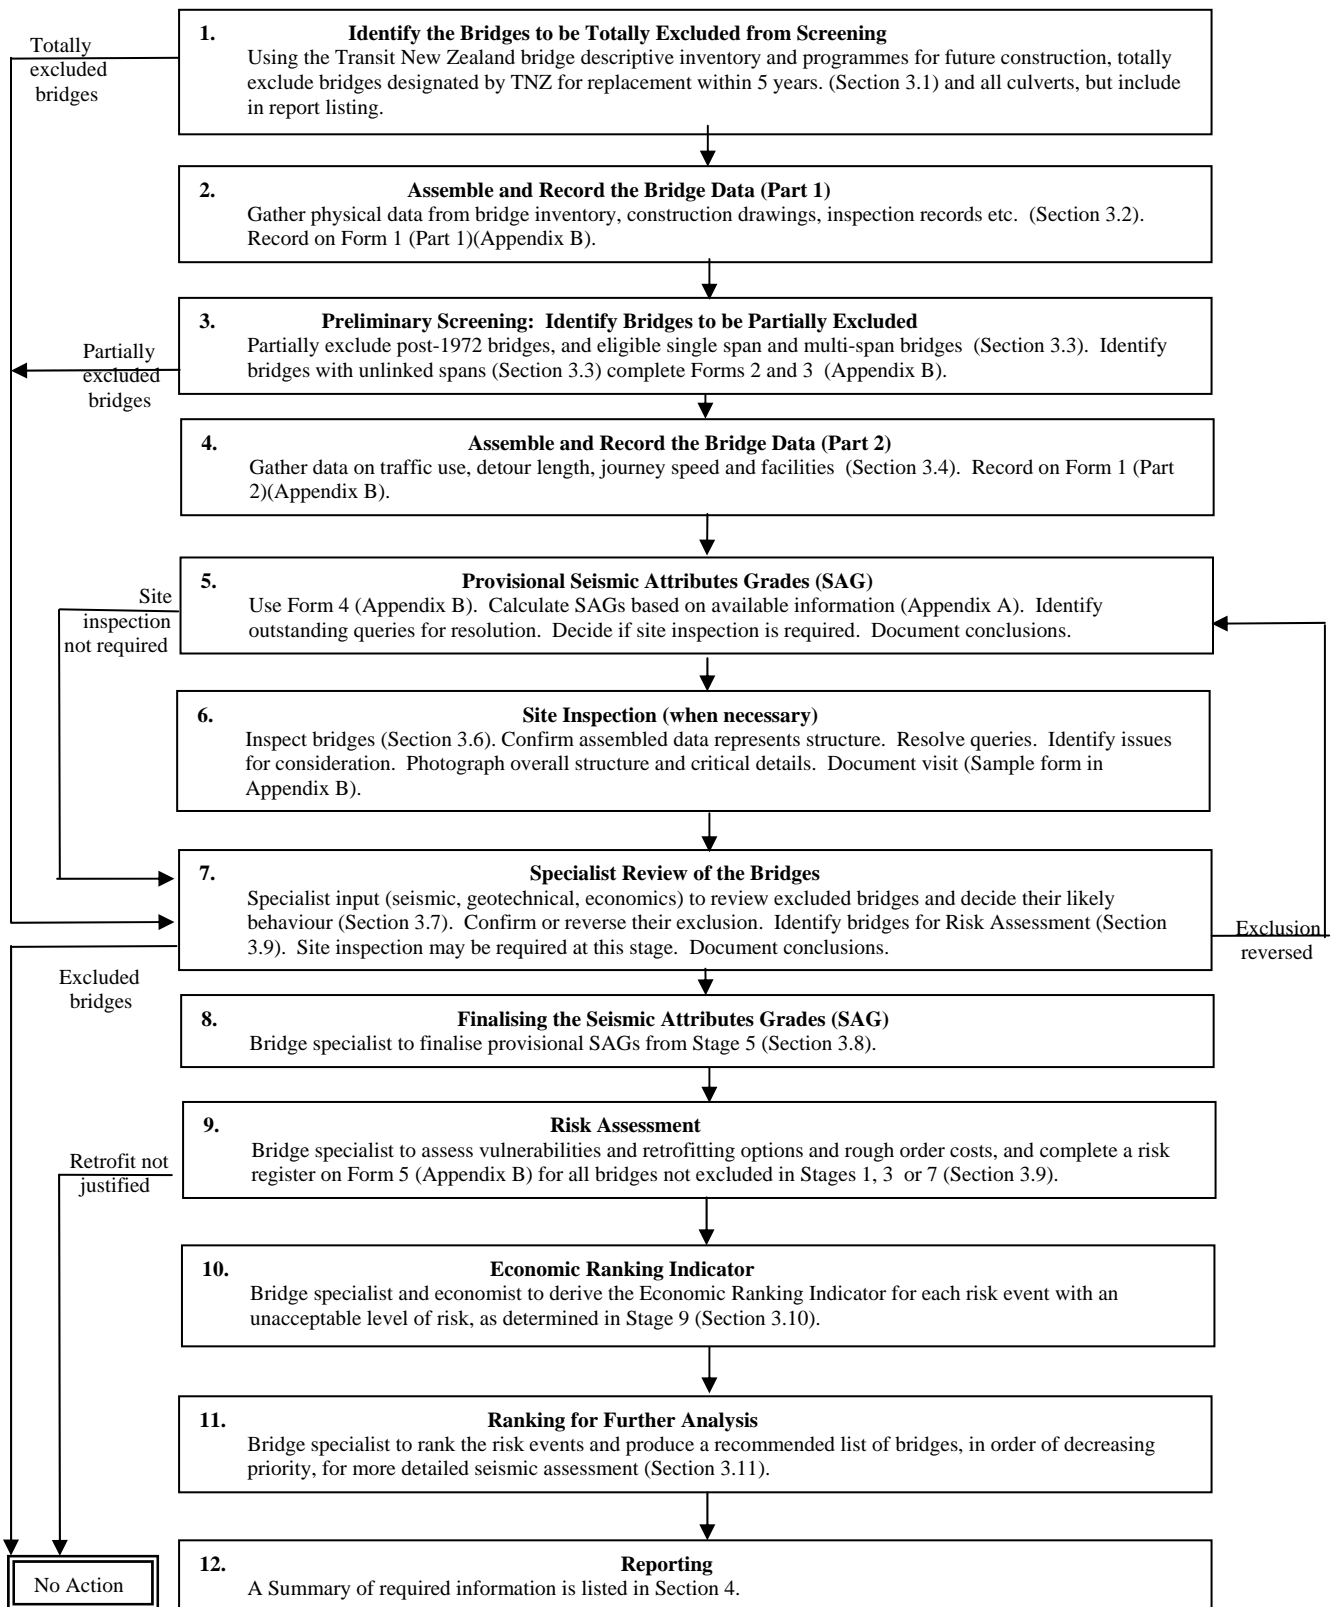 1. Identify the Bridges to be Totally Excluded from Screening
Using the Transit New Zealand bridge descriptive inventory and programmes for future construction, totally
exclude bridges designated by TNZ for replacement within 5 years. (Section 3.1) and all culverts, but include
in report listing.
Totally
excluded
bridges
2. Assemble and Record the Bridge Data (Part 1)
Gather physical data from bridge inventory, construction drawings, inspection records etc. (Section 3.2).
Record on Form 1 (Part 1)(Appendix B).
3. Preliminary Screening: Identify Bridges to be Partially Excluded
Partially exclude post-1972 bridges, and eligible single span and multi-span bridges (Section 3.3). Identify
bridges with unlinked spans (Section 3.3) complete Forms 2 and 3 (Appendix B).
Partially
excluded
bridges
4. Assemble and Record the Bridge Data (Part 2)
Gather data on traffic use, detour length, journey speed and facilities (Section 3.4). Record on Form 1 (Part
2)(Appendix B).
5. Provisional Seismic Attributes Grades (SAG)
Use Form 4 (Appendix B). Calculate SAGs based on available information (Appendix A). Identify
outstanding queries for resolution. Decide if site inspection is required. Document conclusions.
Site
inspection
not required
6. Site Inspection (when necessary)
Inspect bridges (Section 3.6). Confirm assembled data represents structure. Resolve queries. Identify issues
for consideration. Photograph overall structure and critical details. Document visit (Sample form in
Appendix B).
7. Specialist Review of the Bridges
Specialist input (seismic, geotechnical, economics) to review excluded bridges and decide their likely
behaviour (Section 3.7). Confirm or reverse their exclusion. Identify bridges for Risk Assessment (Section
3.9). Site inspection may be required at this stage. Document conclusions.
Exclusion
reversed
Excluded
bridges
8. Finalising the Seismic Attributes Grades (SAG)
Bridge specialist to finalise provisional SAGs from Stage 5 (Section 3.8).
9. Risk Assessment
Bridge specialist to assess vulnerabilities and retrofitting options and rough order costs, and complete a risk
register on Form 5 (Appendix B) for all bridges not excluded in Stages 1, 3 or 7 (Section 3.9).
Retrofit not
justified
10. Economic Ranking Indicator
Bridge specialist and economist to derive the Economic Ranking Indicator for each risk event with an
unacceptable level of risk, as determined in Stage 9 (Section 3.10).
11. Ranking for Further Analysis
Bridge specialist to rank the risk events and produce a recommended list of bridges, in order of decreasing
priority, for more detailed seismic assessment (Section 3.11).
12. Reporting
A Summary of required information is listed in Section 4.
No Action